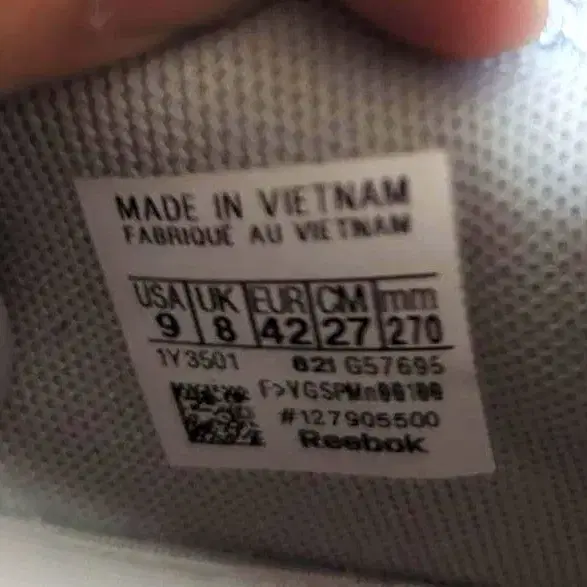 MADE IN VIETNAM
FABRIQUÉ AU VIETNAM
USA UK EUR CM mm
9 8 42 27 270
1Y3501 021 G57695
#127905500
Reebok